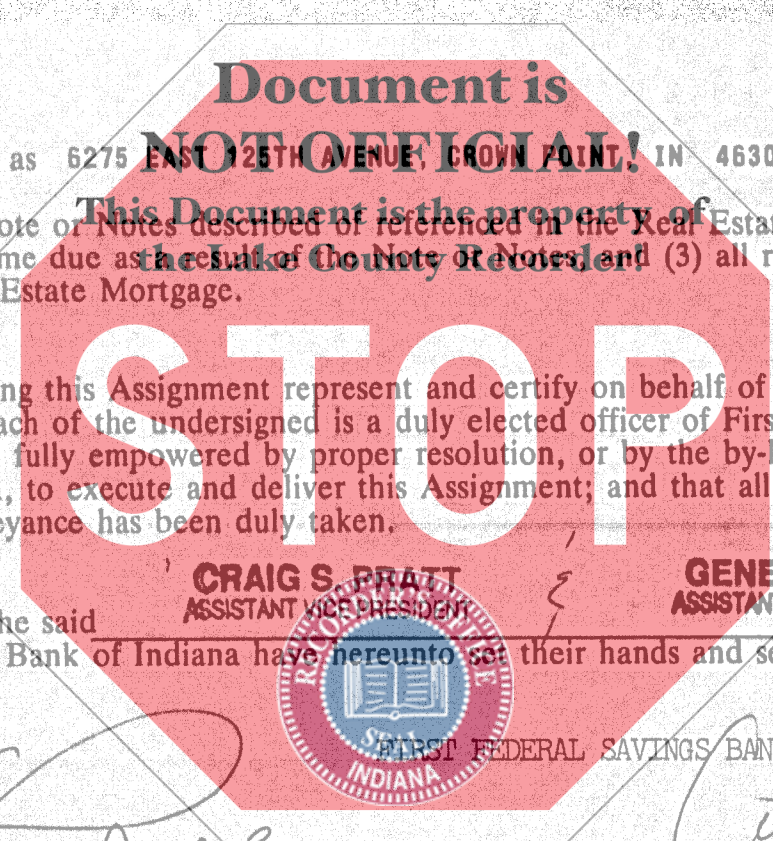 Document is
NOT OFFICIAL!
as 6275 EAST 125TH AVENUE, CROWN POINT, IN 4630
This Document is the property of
the Lake County Recorder!
ote or Notes described of referenced in the Real Estat
me due as a result of the Note or Notes, and (3) all r
Estate Mortgage.
STOP
ng this Assignment represent and certify on behalf of
ach of the undersigned is a duly elected officer of Firs
fully empowered by proper resolution, or by the by-l
., to execute and deliver this Assignment; and that all
eyance has been duly taken.
CRAIG S. PRATT
GENE
ASSISTANT VICE PRESIDENT
ASSISTAN
&
he said
Bank of Indiana have hereunto set their hands and se
RECORDER'S OFFICE
SEAL
INDIANA
FIRST FEDERAL SAVINGS BAN